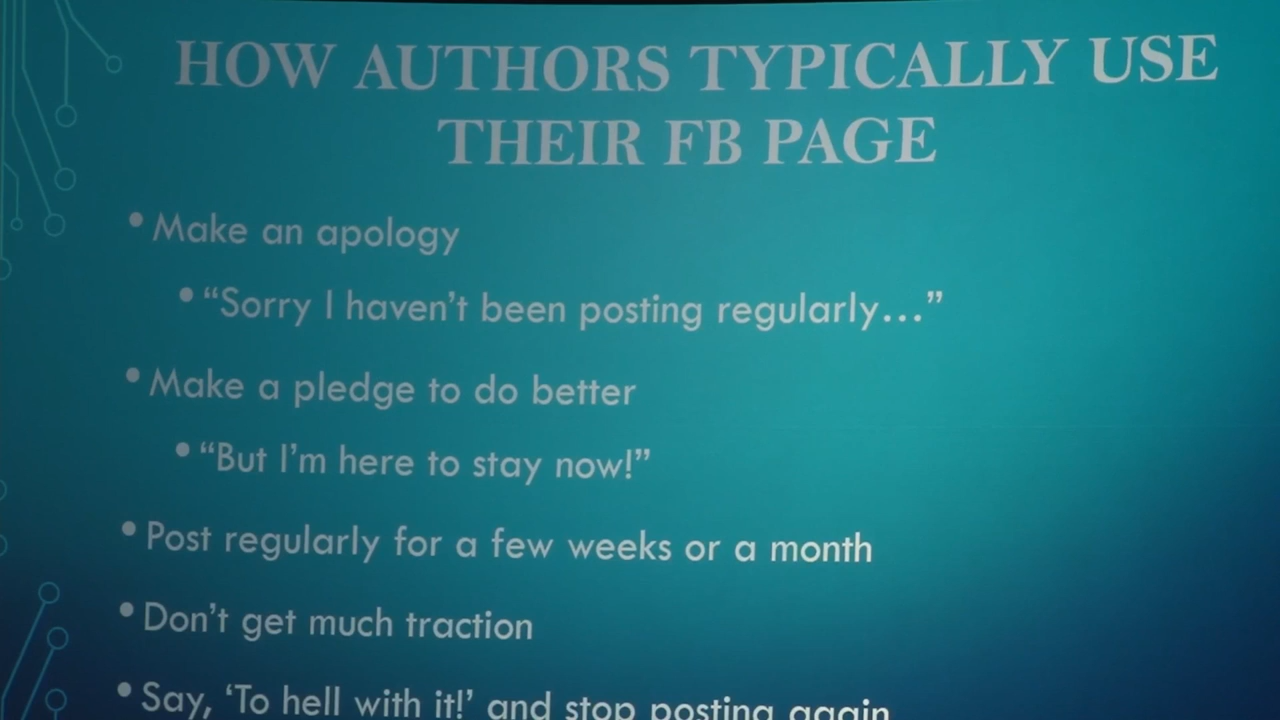 HOW AUTHORS TYPICALLY USE
THEIR FB PAGE
• Make an apology
• “Sorry I haven’t been posting regularly…”
• Make a pledge to do better
• “But I’m here to stay now!”
• Post regularly for a few weeks or a month
• Don’t get much traction
• Say, ‘To hell with it!’ and stop posting again